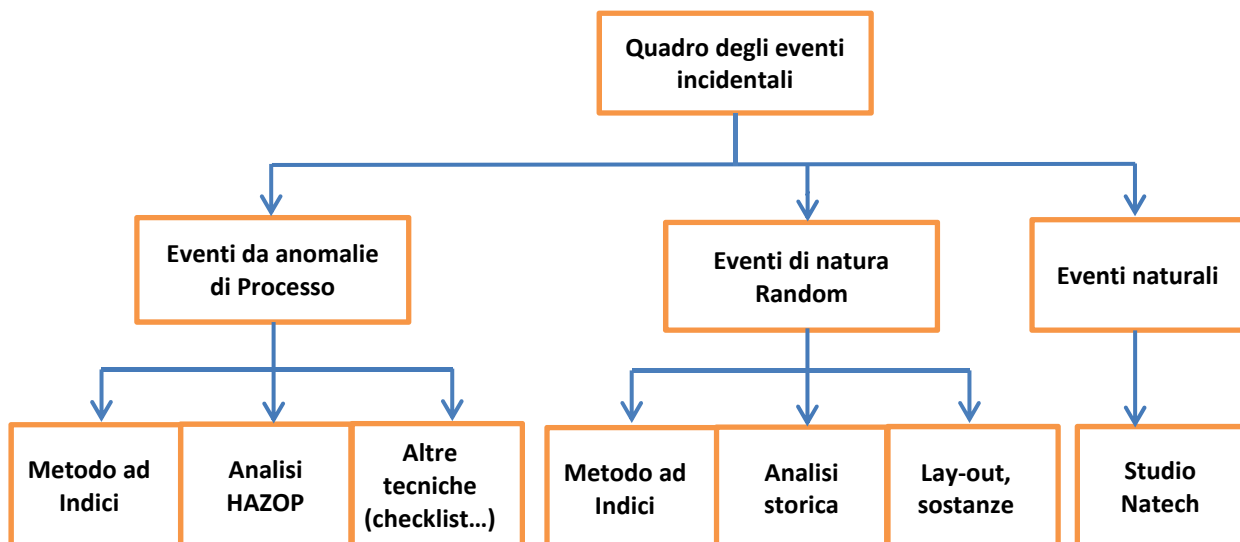 Quadro degli eventi
incidentali
Eventi da anomalie
di Processo
Eventi di natura
Random
Eventi naturali
Metodo ad
Indici
Analisi
HAZOP
Altre
tecniche
(checklist...)
Metodo ad
Indici
Analisi
storica
Lay-out,
sostanze
Studio
Natech